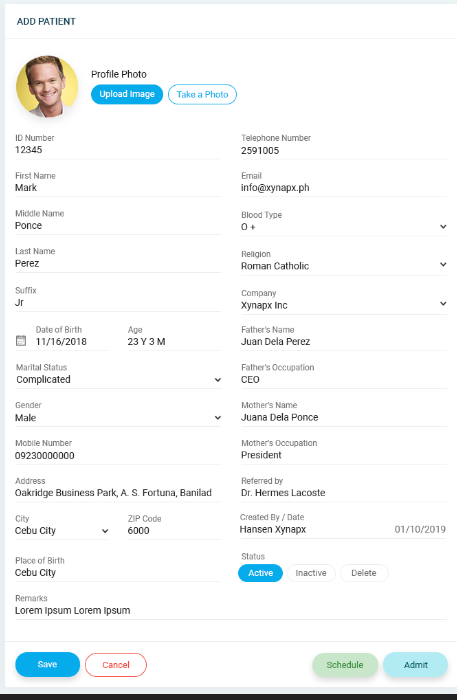 ADD PATIENT
Profile Photo
Upload Image
Take a Photo
ID Number
12345
First Name
Mark
Middle Name
Ponce
Last Name
Perez
Suffix
Jr
Date of Birth
11/16/2018
Age
23 Y 3 M
Marital Status
Complicated
Gender
Male
Mobile Number
09230000000
Address
Oakridge Business Park, A. S. Fortuna, Banilad
City
Cebu City
ZIP Code
6000
Place of Birth
Cebu City
Remarks
Lorem Ipsum Lorem Ipsum
Telephone Number
2591005
Email
info@xynapx.ph
Blood Type
O +
Religion
Roman Catholic
Company
Xynapx Inc
Father's Name
Juan Dela Perez
Father's Occupation
CEO
Mother's Name
Juana Dela Ponce
Mother's Occupation
President
Referred by
Dr. Hermes Lacoste
Created By / Date
Hansen Xynapx 01/10/2019
Status
Active
Inactive
Delete
Save
Cancel
Schedule
Admit